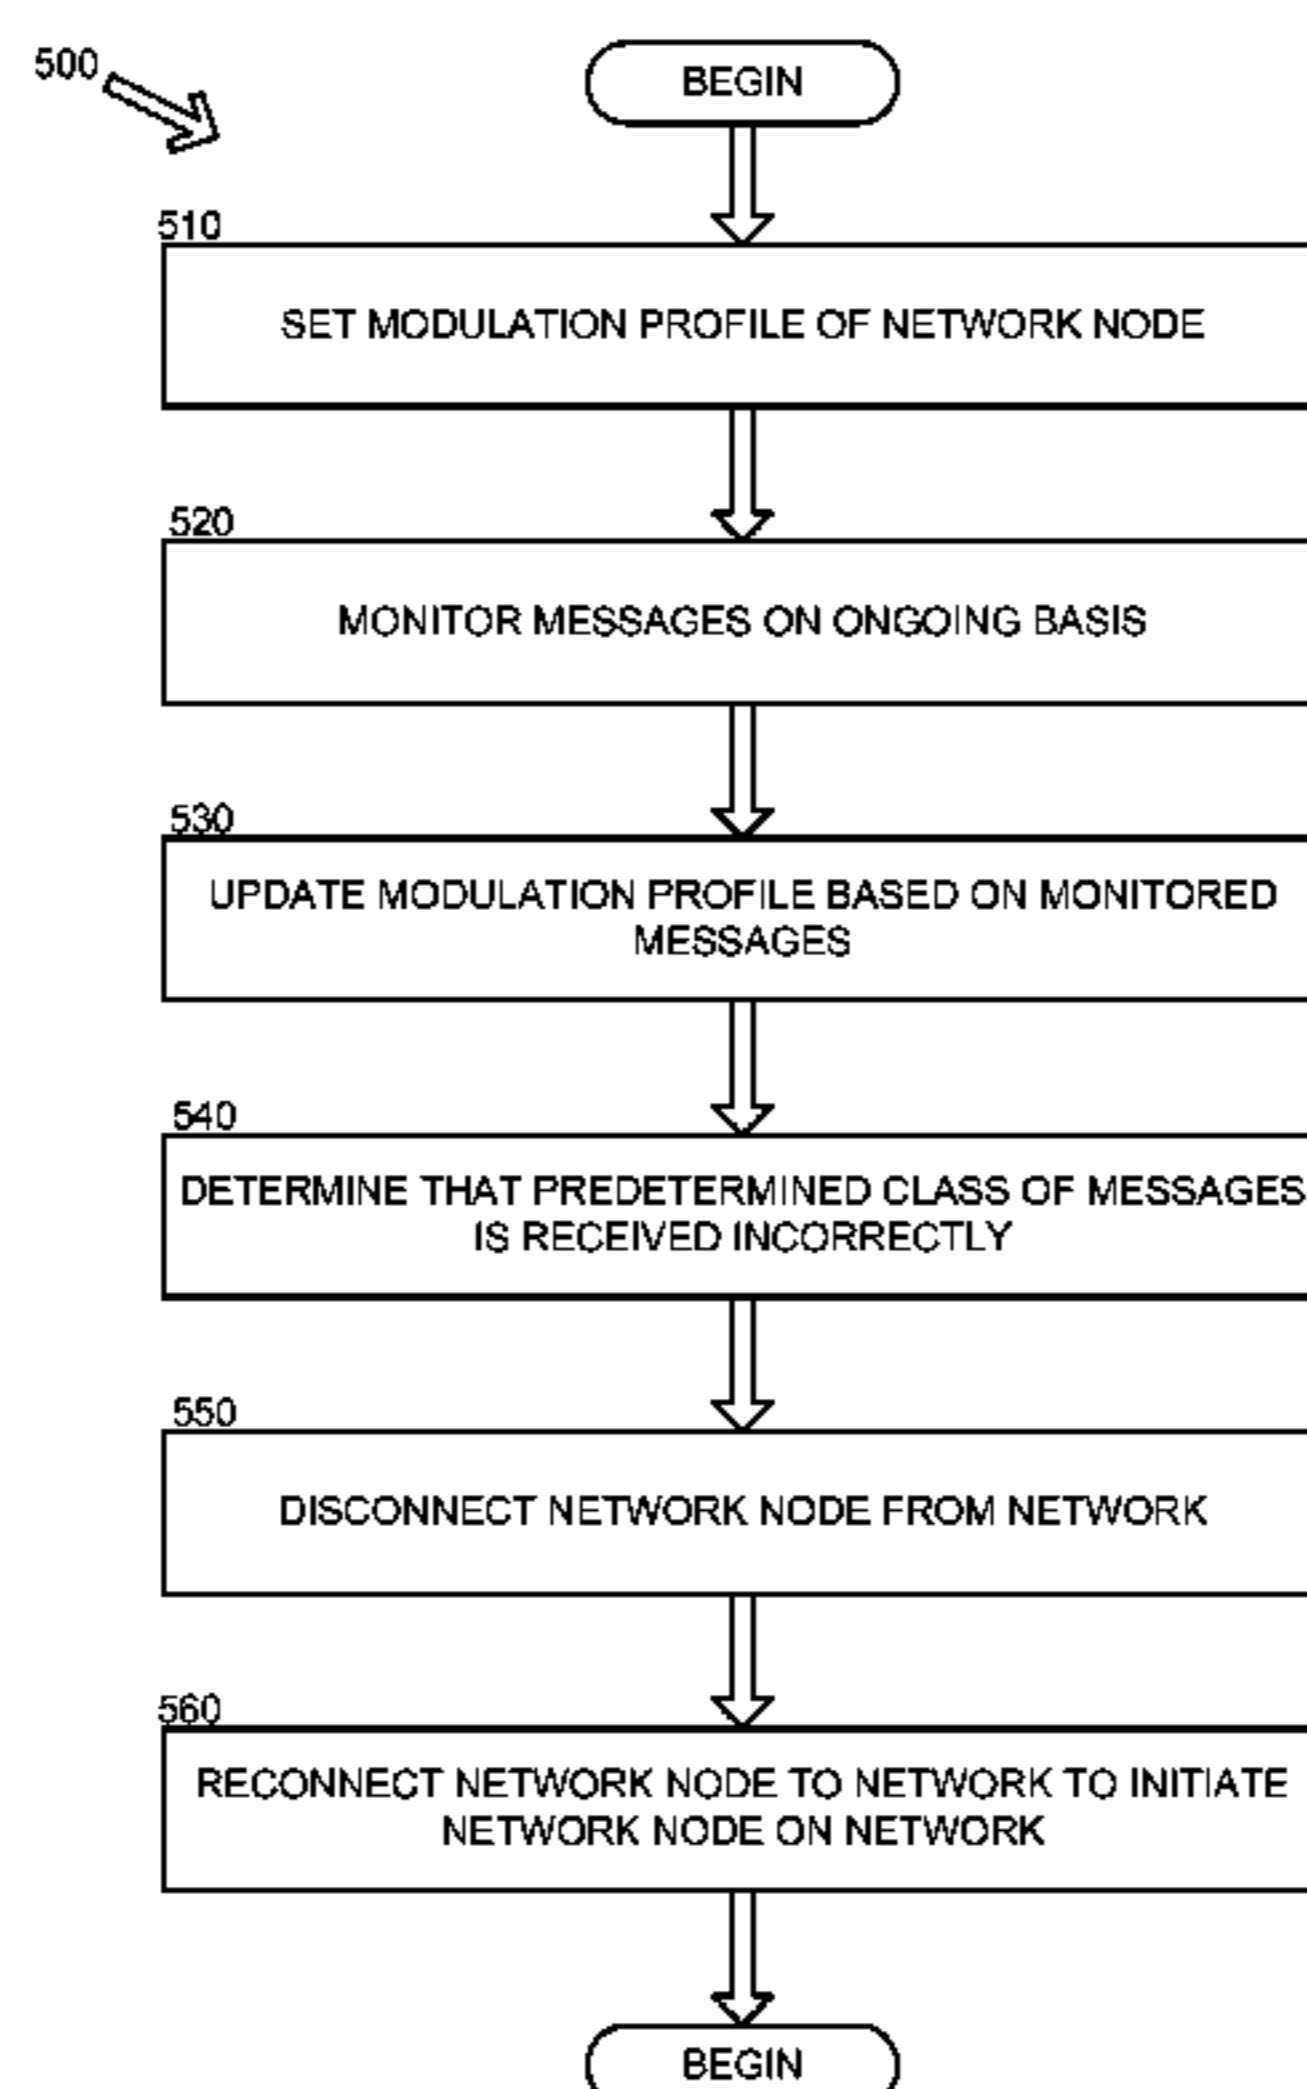 500
BEGIN
510
SET MODULATION PROFILE OF NETWORK NODE
520
MONITOR MESSAGES ON ONGOING BASIS
530
UPDATE MODULATION PROFILE BASED ON MONITORED
MESSAGES
540
DETERMINE THAT PREDETERMINED CLASS OF MESSAGES
IS RECEIVED INCORRECTLY
550
DISCONNECT NETWORK NODE FROM NETWORK
560
RECONNECT NETWORK NODE TO NETWORK TO INITIATE
NETWORK NODE ON NETWORK
BEGIN